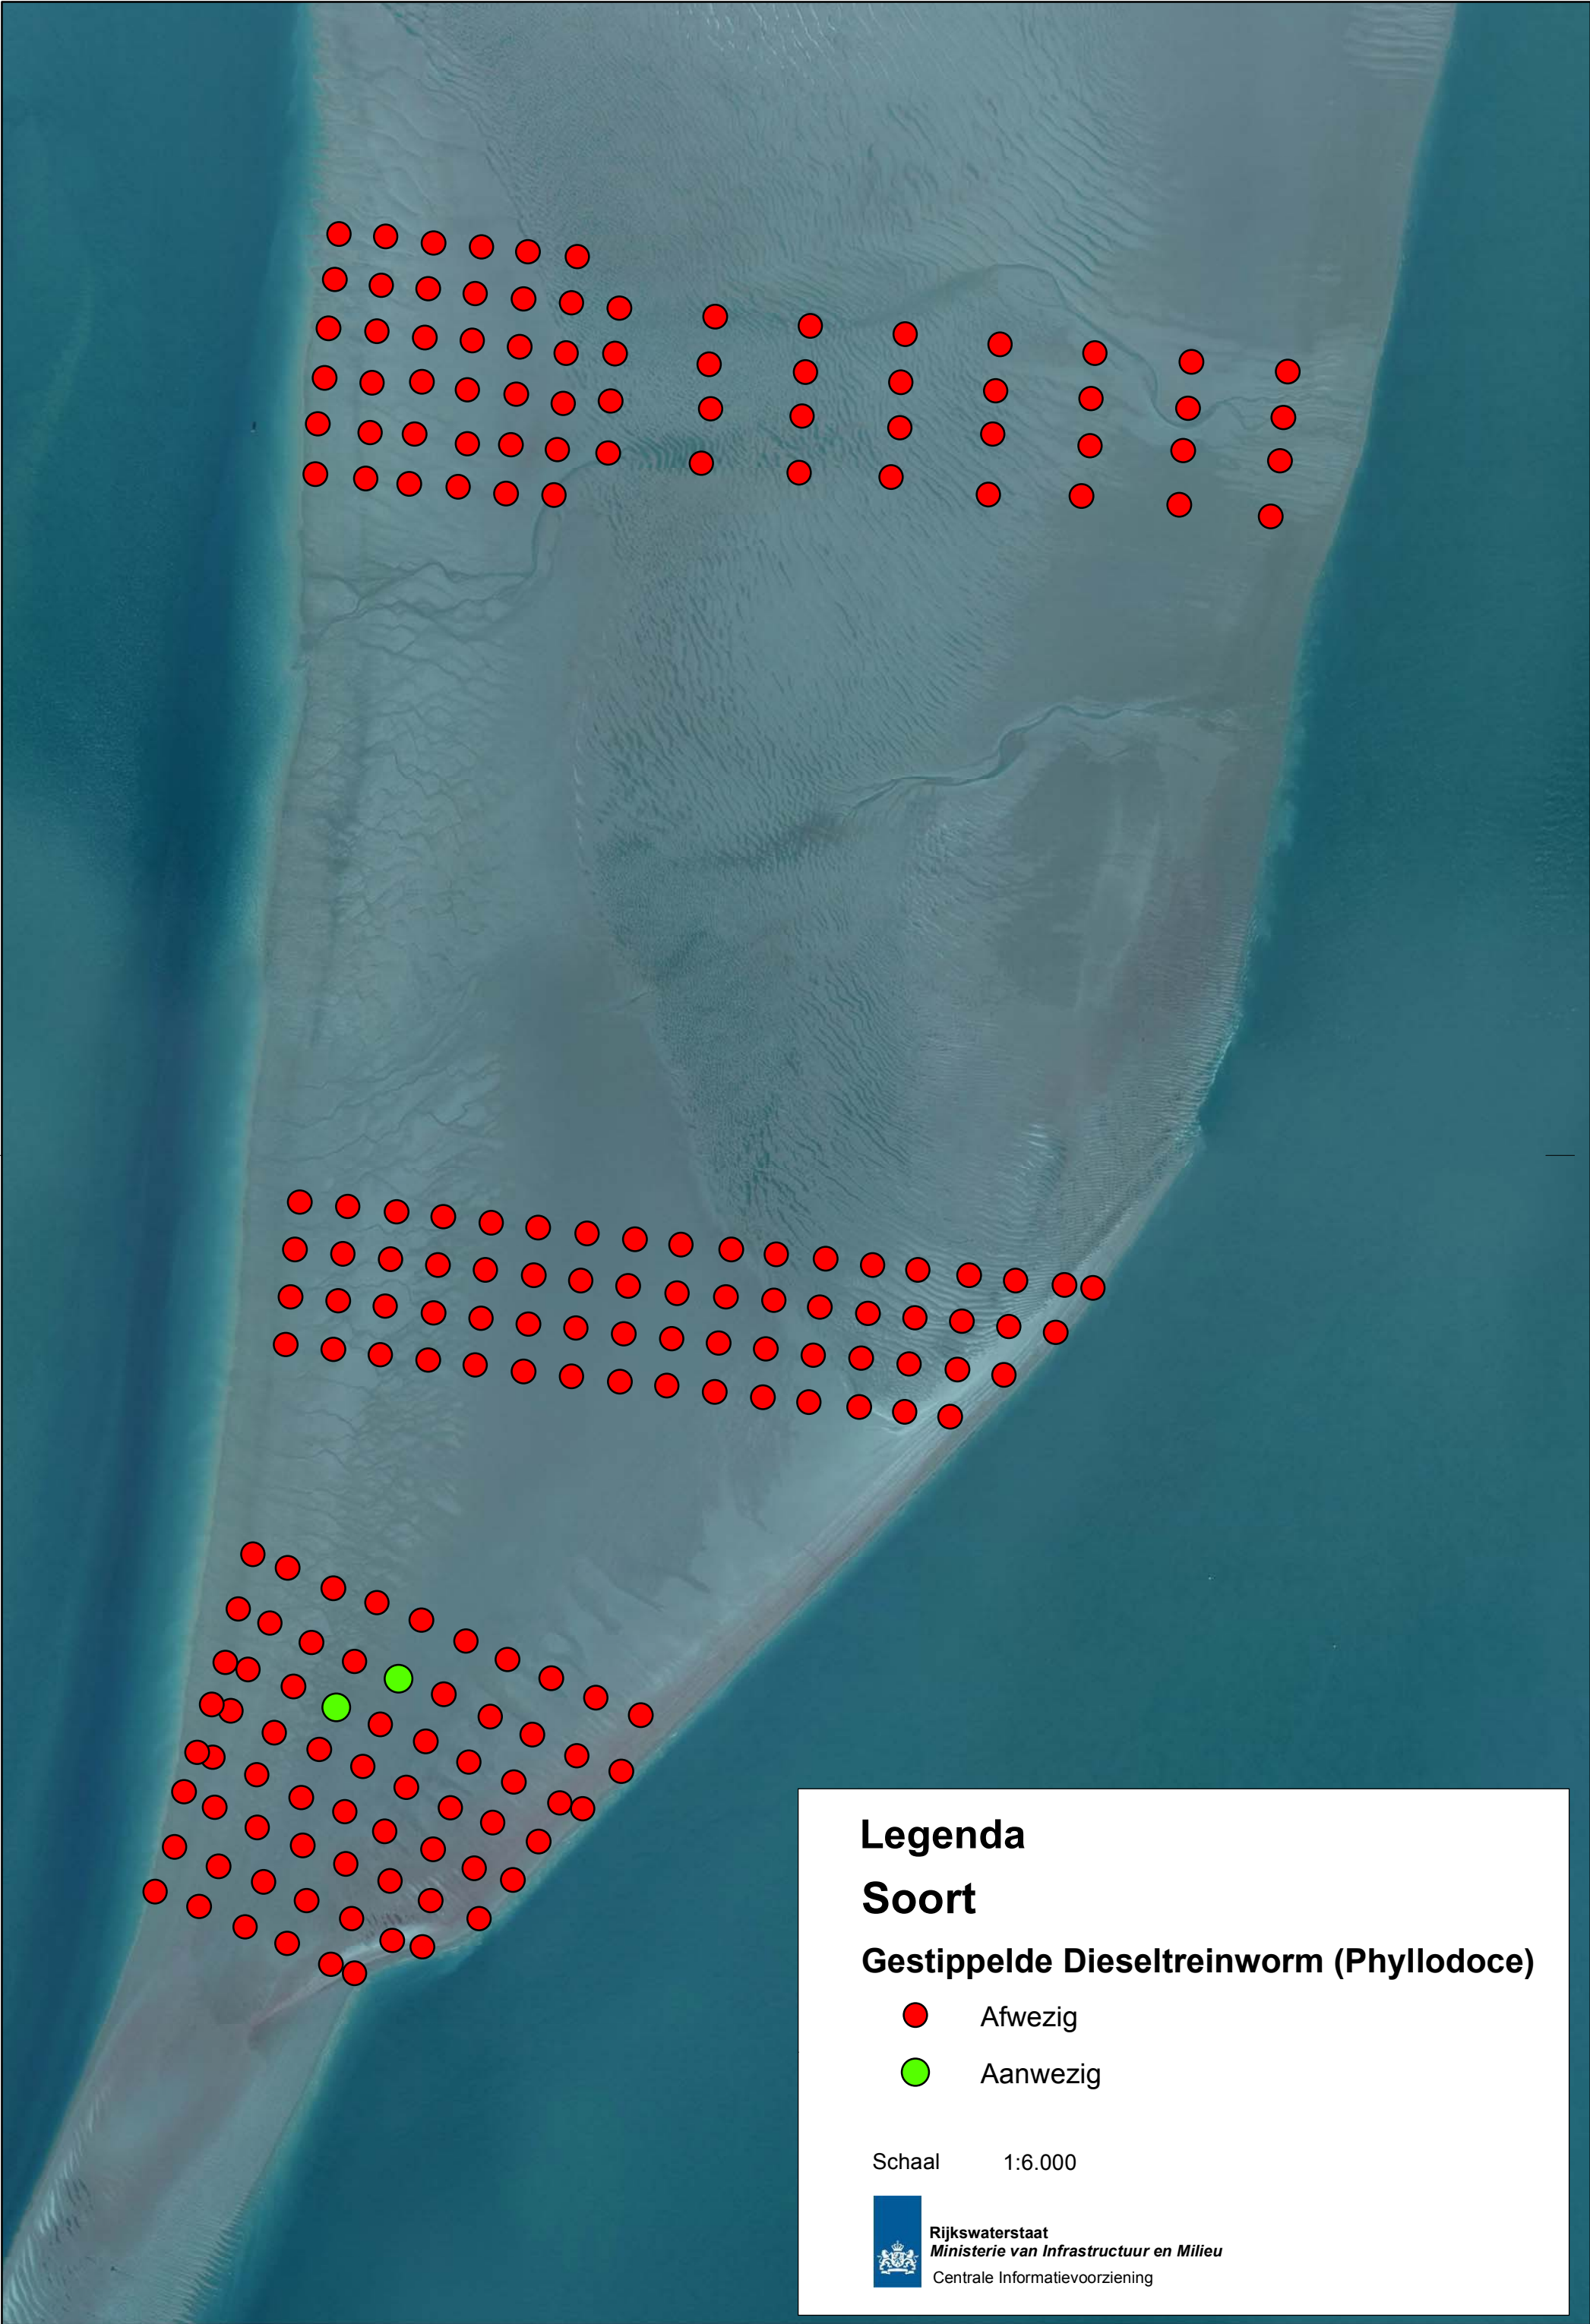 Legenda
Soort
Gestippelde Dieseltreinworm (Phyllodoce)
Afwezig
Aanwezig
Schaal 1:6.000
Rijkswaterstaat
Ministerie van Infrastructuur en Milieu
Centrale Informatievoorziening